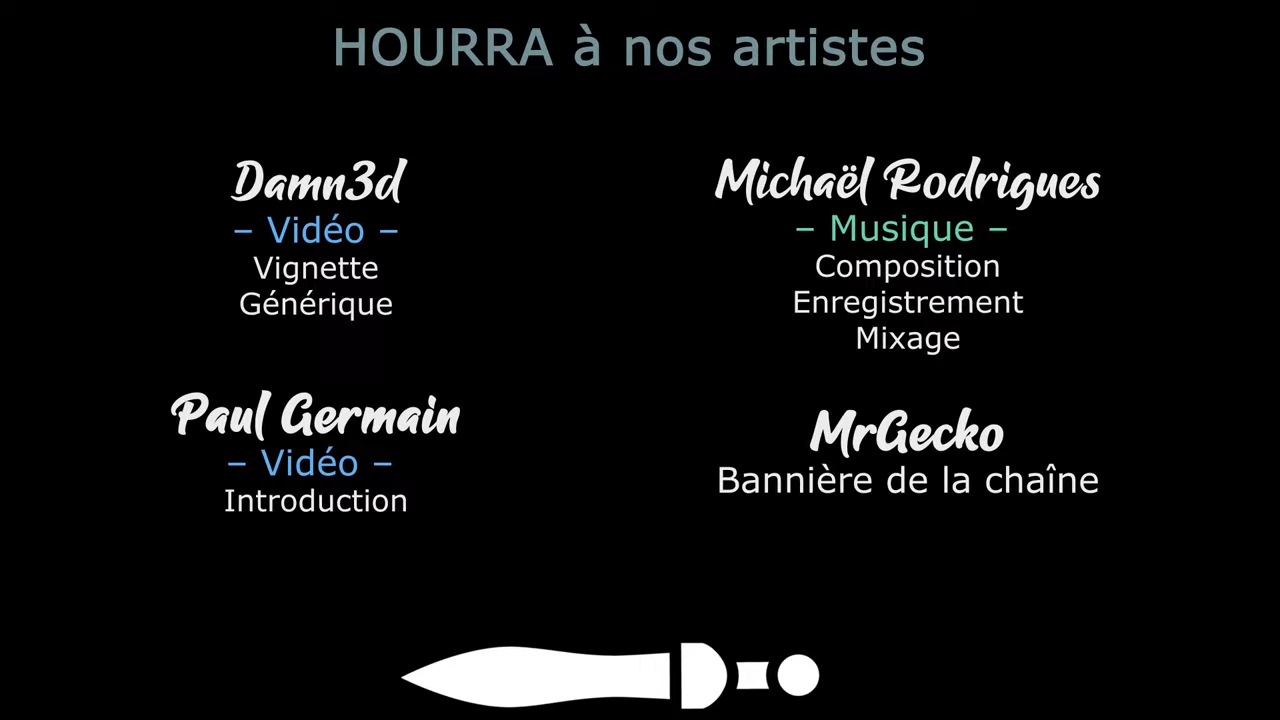 HOURRA à nos artistes
Damn3d
– Vidéo –
Vignette
Générique
Michaël Rodrigues
– Musique –
Composition
Enregistrement
Mixage
Paul Germain
– Vidéo –
Introduction
MrGecko
Bannière de la chaîne